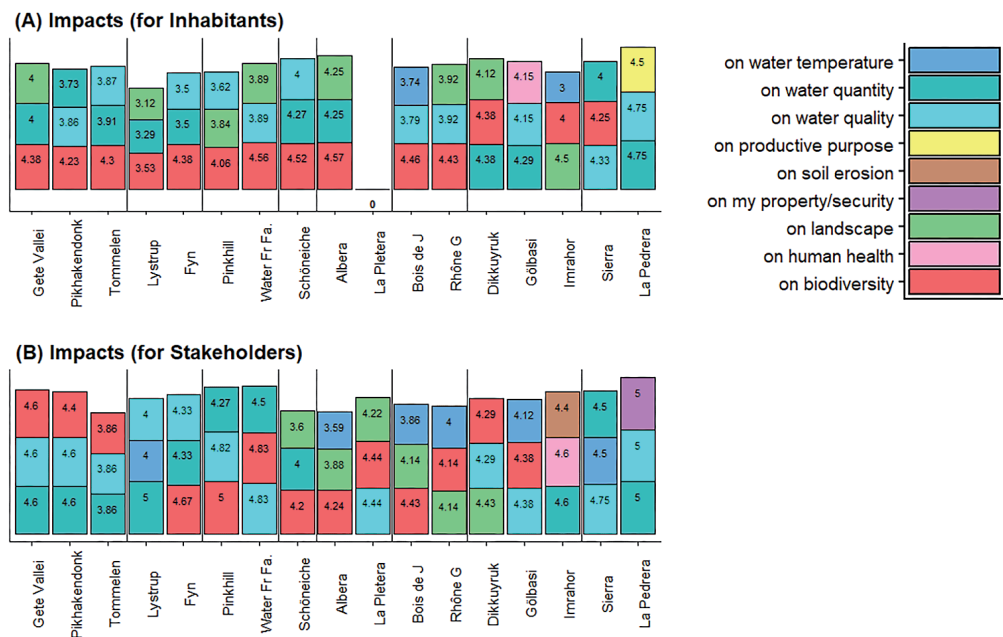 (A) Impacts (for Inhabitants)
4 3.73 3.87 3.12 3.5 3.62 3.89 4 4.25 3.74 3.92 4.12 4.15 3 4 4.5
4 3.86 3.91 3.29 3.5 3.84 3.89 4.27 4.25 3.79 3.92 4.38 4.15 4 4.25 4.75
4.38 4.23 4.3 3.53 4.38 4.06 4.56 4.52 4.57 0 4.46 4.43 4.38 4.29 4.5 4.33 4.75
Gete Vallei
Pikhakendonk
Tommelen
Lystrup
Fyn
Pinkhill
Water Fr Fa.
Schöneiche
Albera
La Pletera
Bois de J
Rhône G
Dikkuyruk
Gölbasi
Imrahor
Sierra
La Pedrera
on water temperature
on water quantity
on water quality
on productive purpose
on soil erosion
on my property/security
on landscape
on human health
on biodiversity
(B) Impacts (for Stakeholders)
4.6 4.4 3.86 4 4.33 4.27 4.5 3.6 3.59 4.22 3.86 4 4.29 4.12 4.4 4.5 5
4.6 4.6 3.86 4 4.33 4.82 4.83 4 3.88 4.44 4.14 4.14 4.29 4.38 4.6 4.5 5
4.6 4.6 3.86 5 4.67 5 4.83 4.2 4.24 4.44 4.43 4.14 4.43 4.38 4.6 4.75 5
Gete Vallei
Pikhakendonk
Tommelen
Lystrup
Fyn
Pinkhill
Water Fr Fa.
Schöneiche
Albera
La Pletera
Bois de J
Rhône G
Dikkuyruk
Gölbasi
Imrahor
Sierra
La Pedrera